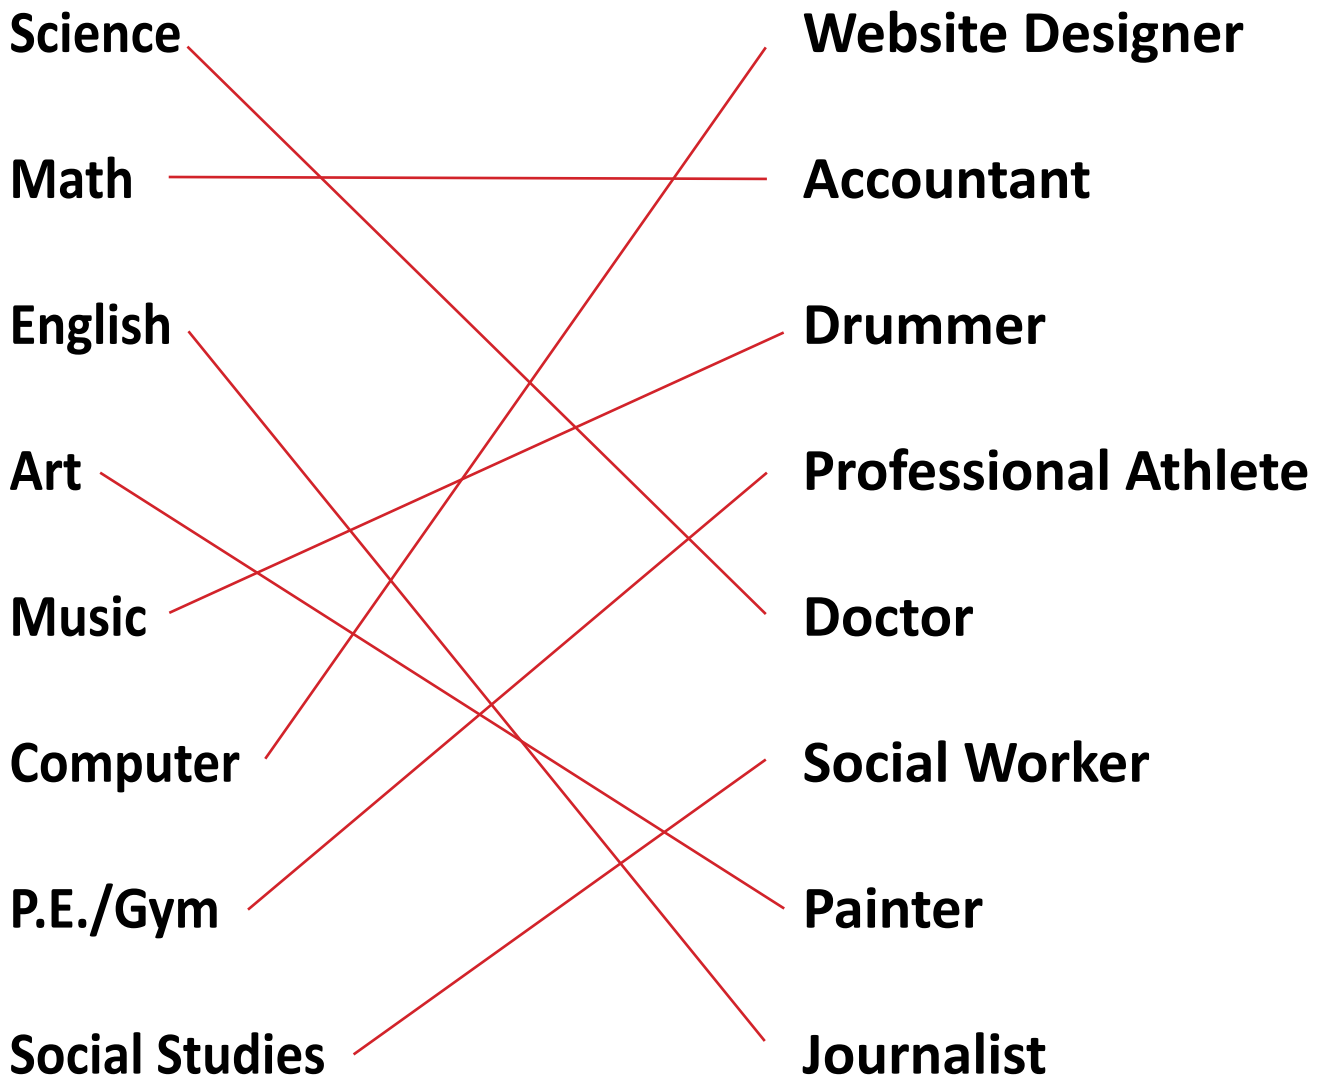 Science
Website Designer
Math
Accountant
English
Drummer
Art
Professional Athlete
Music
Doctor
Computer
Social Worker
P.E./Gym
Painter
Social Studies
Journalist